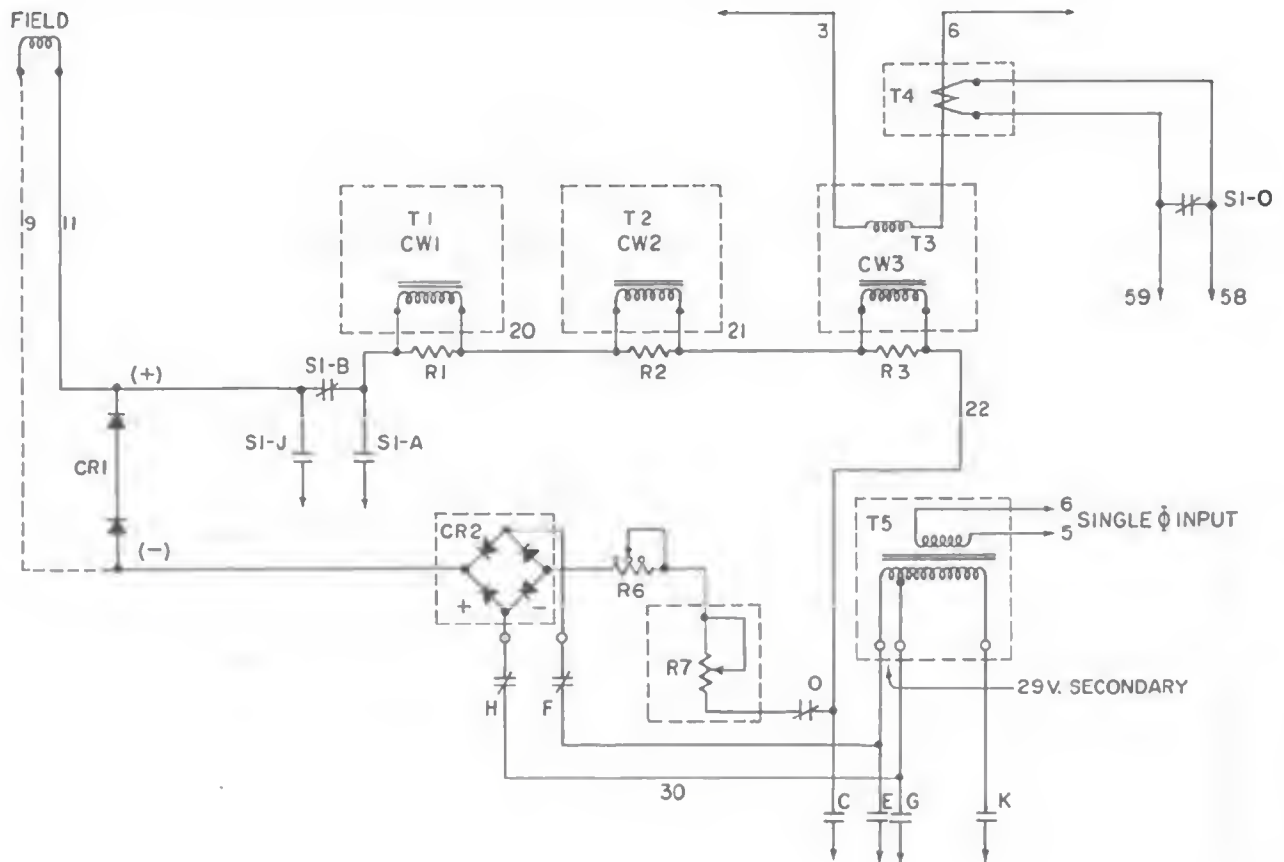 FIELD
3
6
T4
9
11
T1
CW1
T2
CW2
T3
CW3
S1-O
59
58
20
21
R1
R2
R3
S1-B
(+)
22
S1-J
S1-A
CR1
T5
6
SINGLE Φ INPUT
5
CR2
(-)
+
-
R6
R7
O
29V. SECONDARY
H
F
30
C
E
G
K